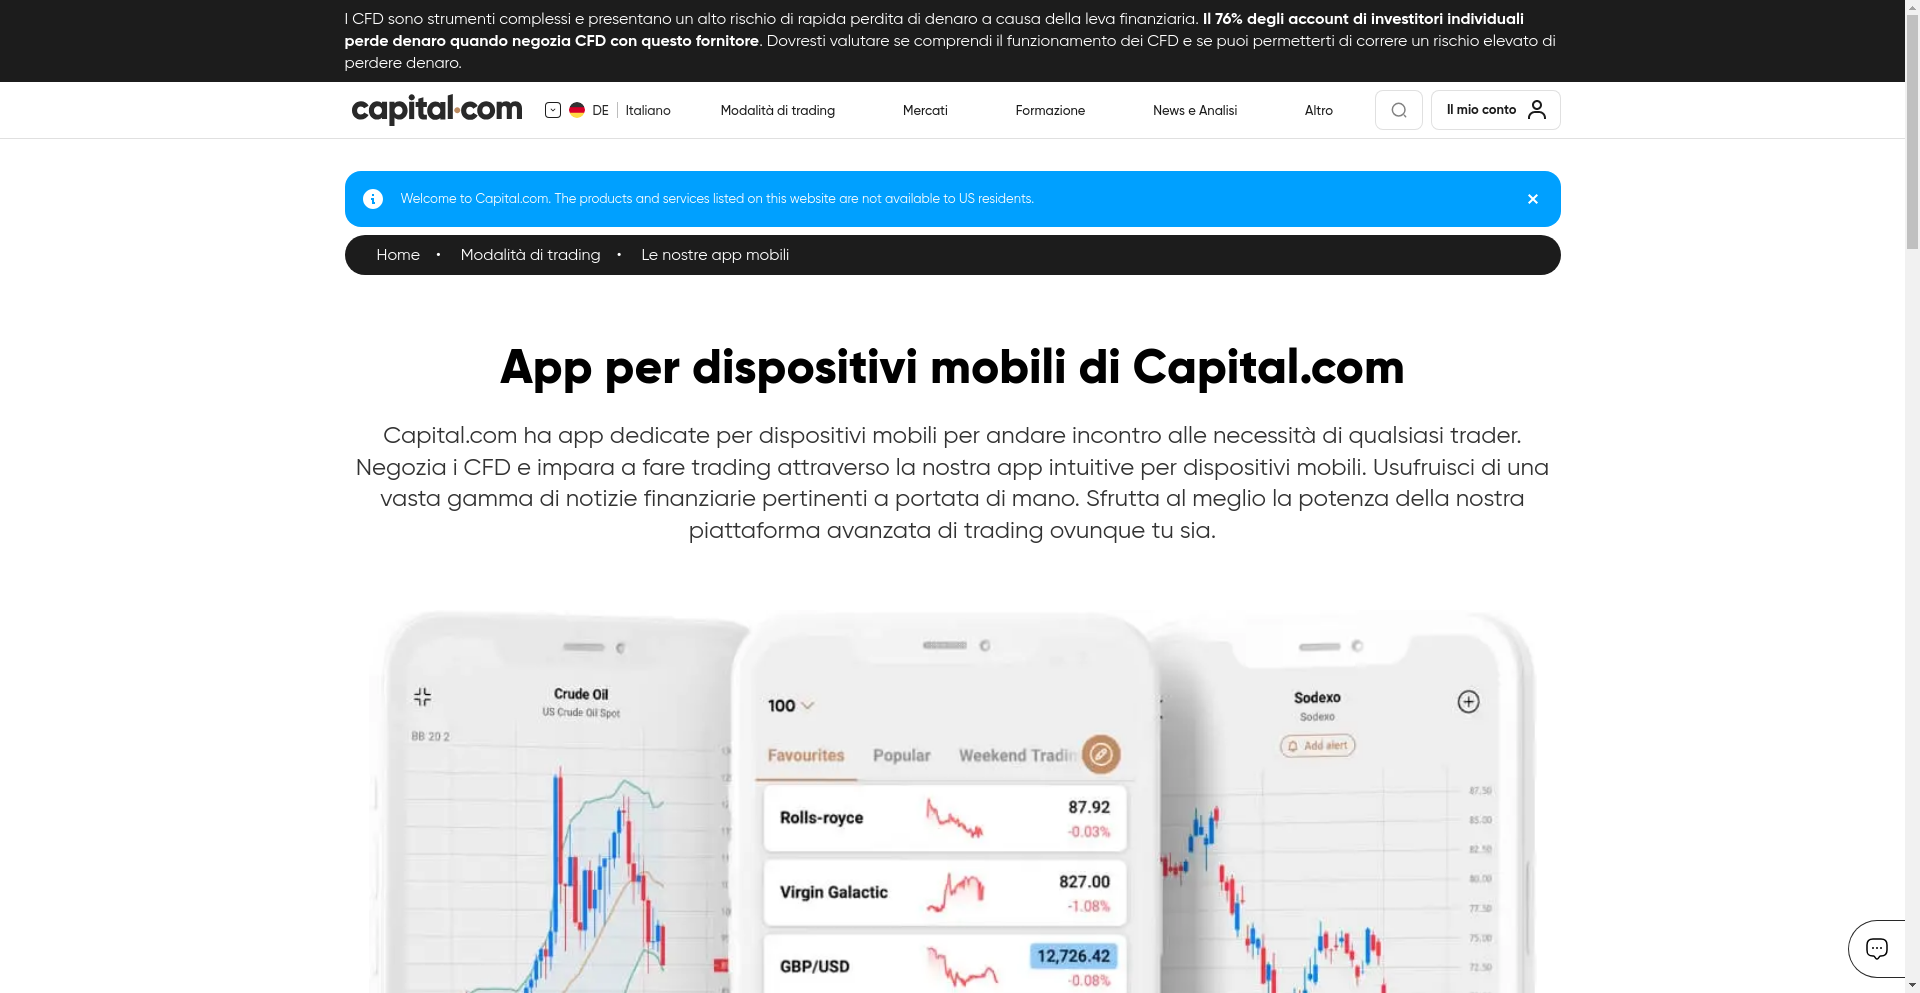 I CFD sono strumenti complessi e presentano un alto rischio di rapida perdita di denaro a causa della leva finanziaria. Il 76% degli account di investitori individuali
perde denaro quando negozia CFD con questo fornitore. Dovresti valutare se comprendi il funzionamento dei CFD e se puoi permetterti di correre un rischio elevato di
perdere denaro.
capital.com DE Italiano Modalità di trading Mercati Formazione News e Analisi Altro Il mio conto
Welcome to Capital.com. The products and services listed on this website are not available to US residents.
Home • Modalità di trading • Le nostre app mobili
App per dispositivi mobili di Capital.com
Capital.com ha app dedicate per dispositivi mobili per andare incontro alle necessità di qualsiasi trader.
Negozia i CFD e impara a fare trading attraverso la nostra app intuitive per dispositivi mobili. Usufruisci di una
vasta gamma di notizie finanziarie pertinenti a portata di mano. Sfrutta al meglio la potenza della nostra
piattaforma avanzata di trading ovunque tu sia.
Crude Oil
US Crude Oil Spot
BB 20 2
100
Favourites Popular Weekend Tradin
Rolls-royce 87.92
-0.03%
Virgin Galactic 827.00
-1.08%
GBP/USD 12,726.42
-0.08%
Sodexo
Sodexo
Add alert
87.50
85.00
82.50
80.00
77.50
75.00
72.50